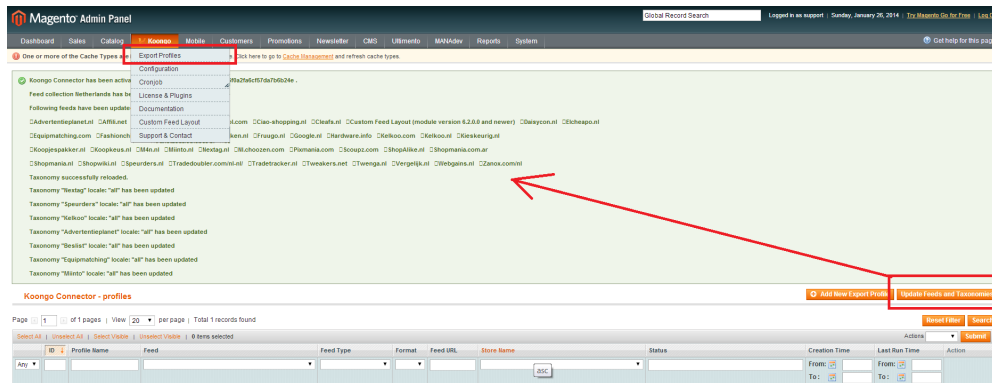 Magento Admin Panel
Global Record Search
Logged in as support | Sunday, January 26, 2014 | Try Magento Go for Free | Log O
Dashboard Sales Catalog Koongo Mobile Customers Promotions Newsletter CMS Ultimento MANAdev Reports System
Get help for this pag
One or more of the Cache Types are
Click here to go to Cache Management and refresh cache types.
Export Profiles
Configuration
Cronjob
License & Plugins
Documentation
Custom Feed Layout
Support & Contact
Koongo Connector has been activa
Feed collection Netherlands has be
Following feeds have been update
Advertentieplanet.nl Affili.net
ol.com Ciao-shopping.nl Cleafs.nl Custom Feed Layout (module version 6.2.0.0 and newer) Daisycon.nl Elcheapo.nl
Equipmatching.com Fashionch
ken.nl Fruugo.nl Google.nl Hardware.info Kelkoo.com Kelkoo.nl Kieskeurig.nl
Koopjespakker.nl Koopkeus.nl M4n.nl Miinto.nl Nextag.nl Nl.choozen.com Pixmania.com Scoupz.com ShopAlike.nl Shopmania.com.ar
Shopmania.nl Shopwiki.nl Speurders.nl Tradedoubler.com/nl-nl/ Tradetracker.nl Tweakers.net Twenga.nl Vergelijk.nl Webgains.nl Zanox.com/nl
Taxonomy successfully reloaded.
Taxonomy "Nextag" locale: "all" has been updated
Taxonomy "Speurders" locale: "all" has been updated
Taxonomy "Kelkoo" locale: "all" has been updated
Taxonomy "Advertentieplanet" locale: "all" has been updated
Taxonomy "Beslist" locale: "all" has been updated
Taxonomy "Equipmatching" locale: "all" has been updated
Taxonomy "Miinto" locale: "all" has been updated
Koongo Connector - profiles
Add New Export Profile Update Feeds and Taxonomies
Page 1 of 1 pages | View 20 per page | Total 1 records found
Reset Filter Search
Select All | Unselect All | Select Visible | Unselect Visible | 0 items selected
Actions Submit
ID Profile Name Feed Feed Type Format Feed URL Store Name Status Creation Time Last Run Time Action
Any
From: From:
To : To :
asc